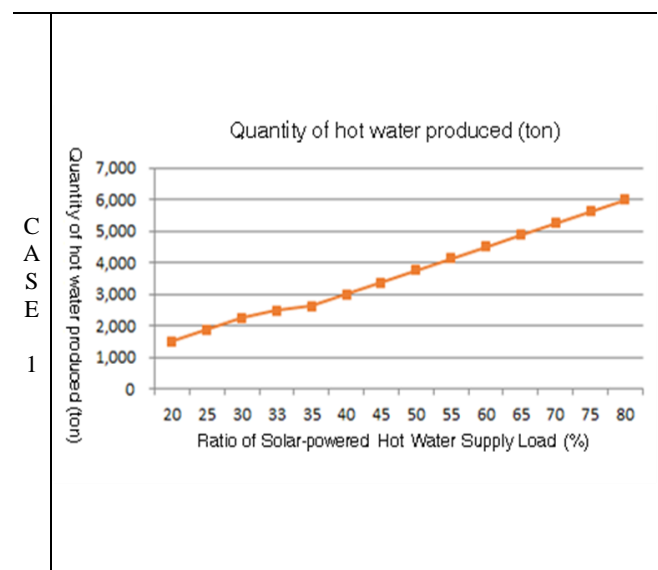 CASE 1
Quantity of hot water produced (ton)
Quantity of hot water produced (ton)
7,000
6,000
5,000
4,000
3,000
2,000
1,000
0
20 25 30 33 35 40 45 50 55 60 65 70 75 80
Ratio of Solar-powered Hot Water Supply Load (%)